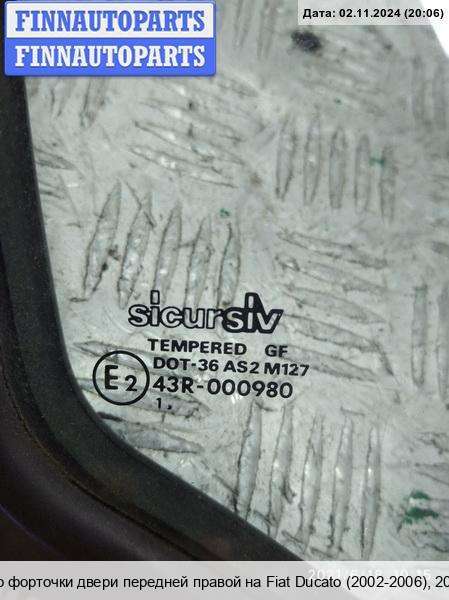 FINNAUTOPARTS
FINNAUTOPARTS
Дата: 02.11.2024 (20:06)
sicursiv
TEMPERED GF
DOT-36 AS2 M127
E2 43R-000980
1.
форточки двери передней правой на Fiat Ducato (2002-2006), 20